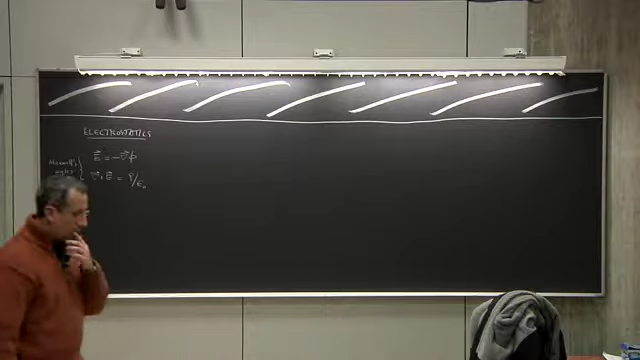 ELECTROSTATICS
E⃗ = -∇⃗φ
∇⃗·E⃗ = ρ/ε₀